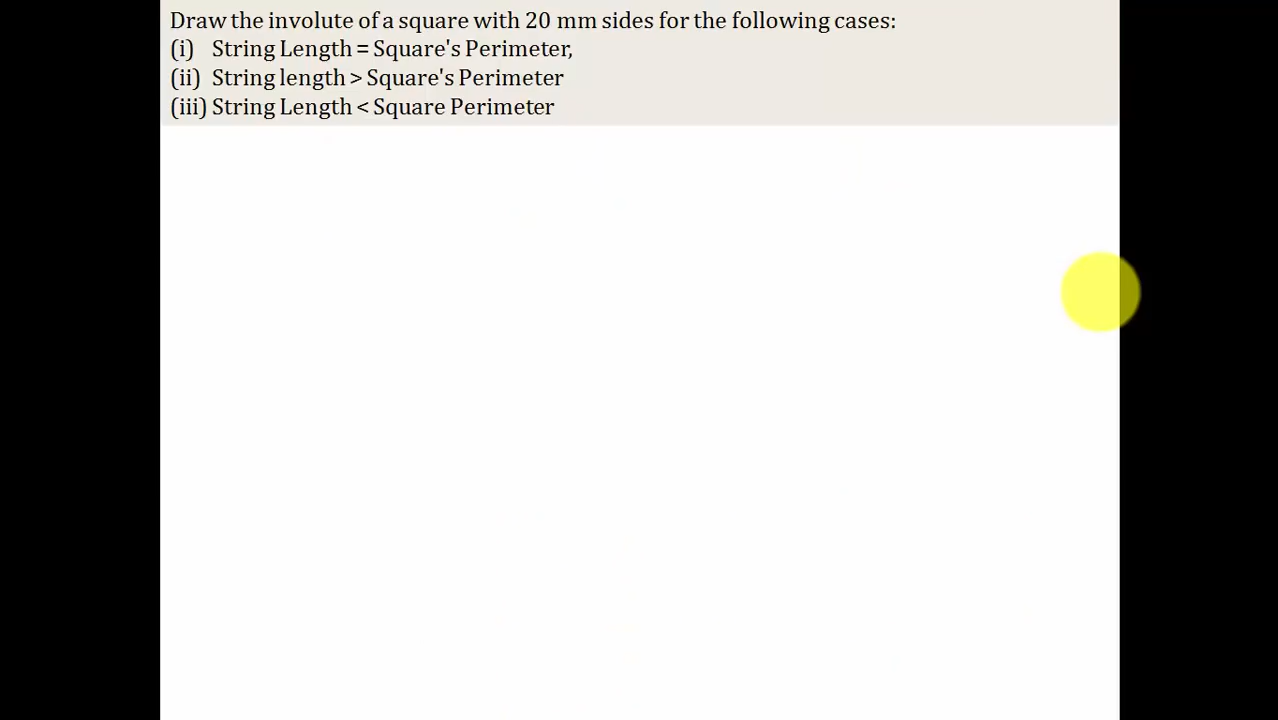 Draw the involute of a square with 20 mm sides for the following cases:
(i) String Length = Square's Perimeter,
(ii) String length > Square's Perimeter
(iii) String Length < Square Perimeter